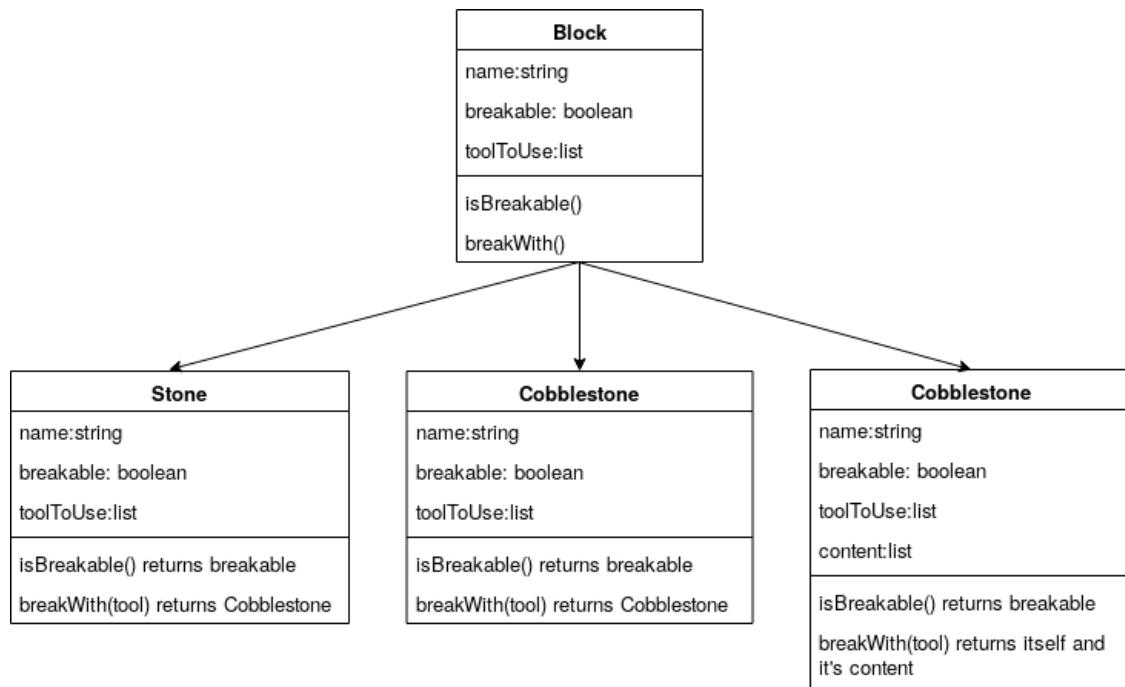 Block
name:string
breakable: boolean
toolToUse:list
isBreakable()
breakWith()
Stone
name:string
breakable: boolean
toolToUse:list
isBreakable() returns breakable
breakWith(tool) returns Cobblestone
Cobblestone
name:string
breakable: boolean
toolToUse:list
isBreakable() returns breakable
breakWith(tool) returns Cobblestone
Cobblestone
name:string
breakable: boolean
toolToUse:list
content:list
isBreakable() returns breakable
breakWith(tool) returns itself and
it's content